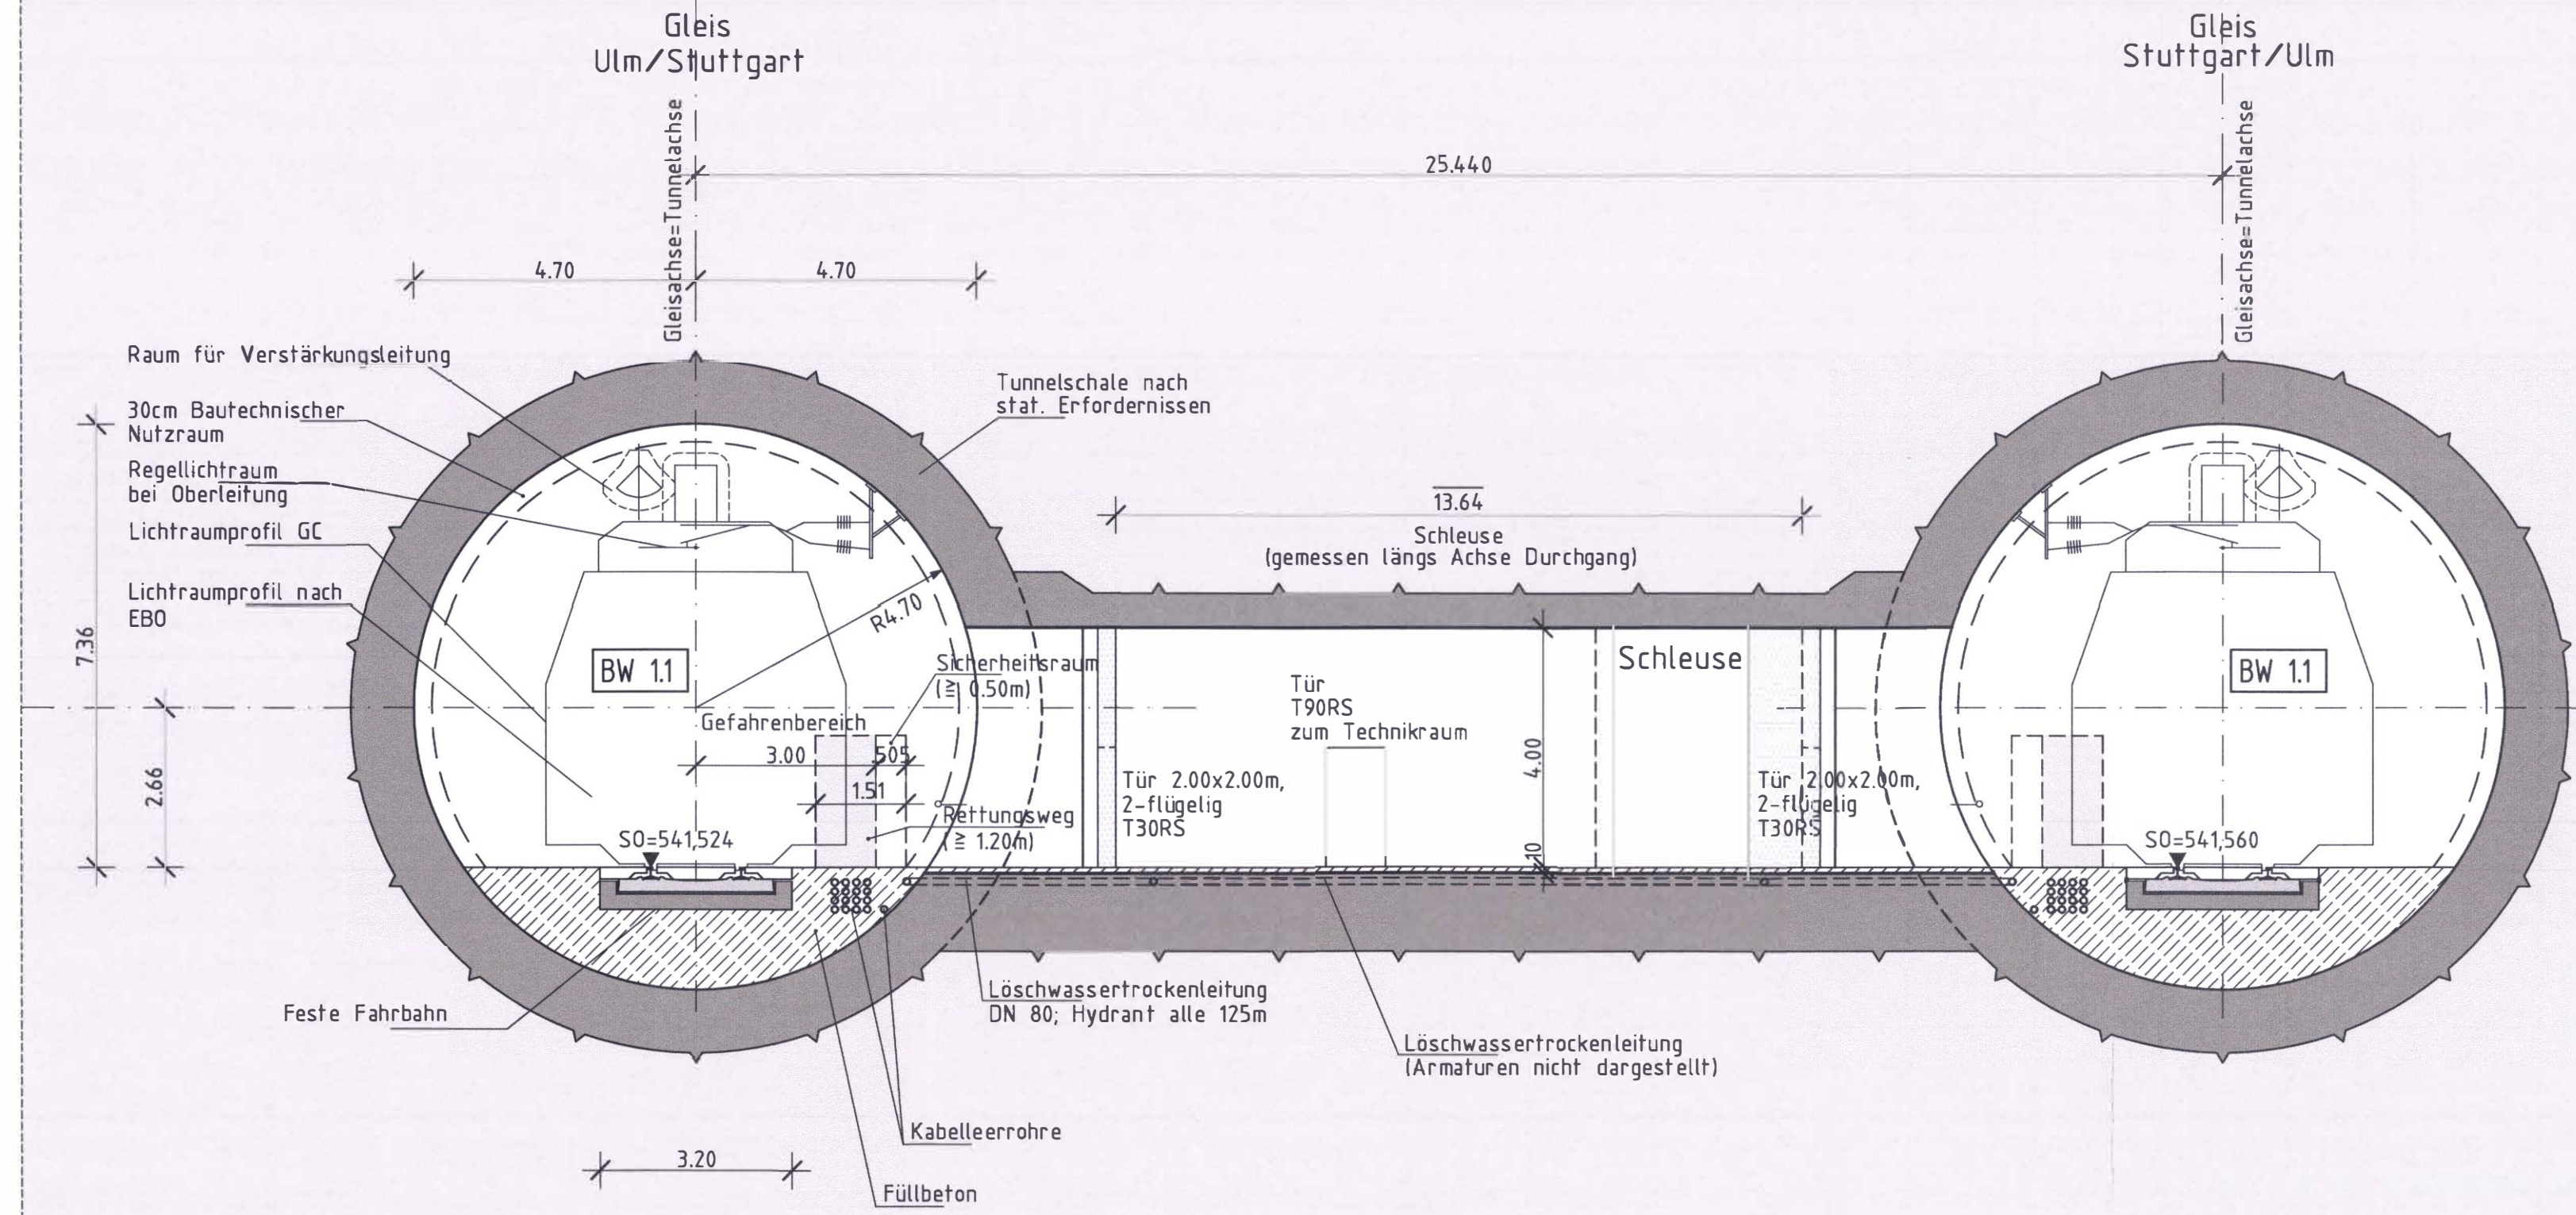 Gleis
Ulm/Stuttgart
Gleis
Stuttgart/Ulm
Gleisachse=Tunnelachse
Gleisachse=Tunnelachse
25.440
4.70
4.70
Raum für Verstärkungsleitung
30cm Bautechnischer
Nutzraum
Regellichtraum
bei Oberleitung
Lichtraumprofil GC
Lichtraumprofil nach
EBO
Tunnelschale nach
stat. Erfordernissen
13.64
Schleuse
(gemessen längs Achse Durchgang)
7.36
2.66
R4.70
BW 1.1
Sicherheitsraum
(≧ 0.50m)
Gefahrenbereich
3.00
.505
1.51
Rettungsweg
(≧ 1.20m)
SO=541,524
Tür
T90RS
zum Technikraum
Schleuse
4.00
10
Tür 2.00x2.00m,
2-flügelig
T30RS
Tür 2.00x2.00m,
2-flügelig
T30RS
BW 1.1
SO=541,560
Feste Fahrbahn
Löschwassertrockenleitung
DN 80; Hydrant alle 125m
Löschwassertrockenleitung
(Armaturen nicht dargestellt)
Kabelleerrohre
3.20
Füllbeton